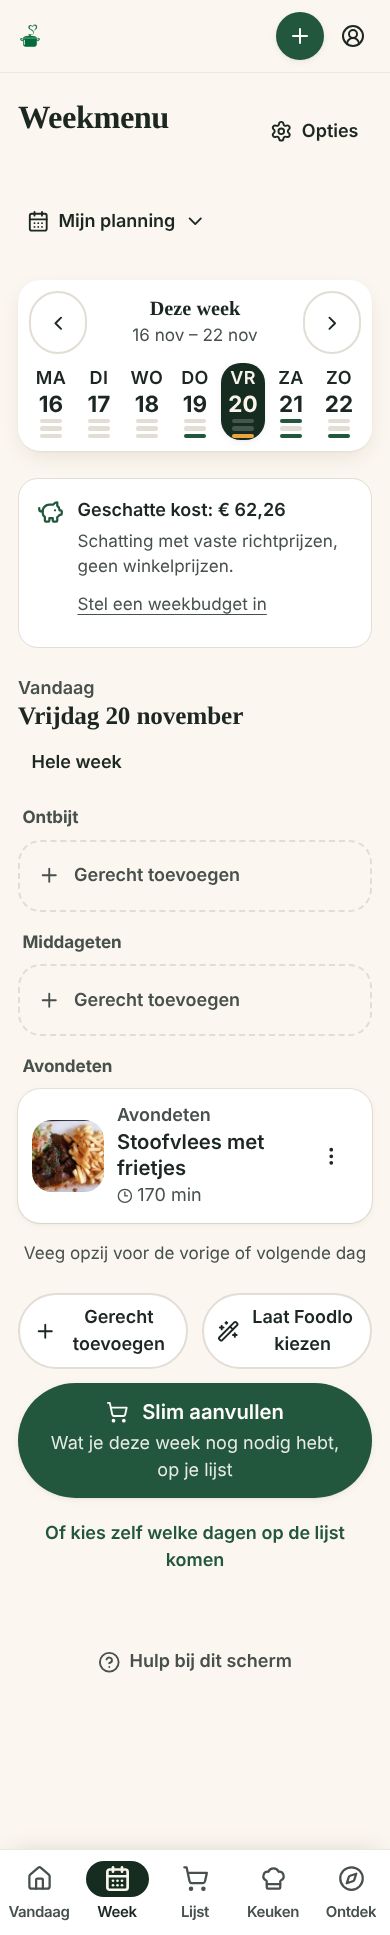 Weekmenu
Opties
Mijn planning
Deze week
16 nov – 22 nov
MA DI WO DO VR ZA ZO
16 17 18 19 20 21 22
Geschatte kost: € 62,26
Schatting met vaste richtprijzen,
geen winkelprijzen.
Stel een weekbudget in
Vandaag
Vrijdag 20 november
Hele week
Ontbijt
Gerecht toevoegen
Middageten
Gerecht toevoegen
Avondeten
Avondeten
Stoofvlees met
frietjes
170 min
Veeg opzij voor de vorige of volgende dag
Gerecht
toevoegen
Laat Foodlo
kiezen
Slim aanvullen
Wat je deze week nog nodig hebt,
op je lijst
Of kies zelf welke dagen op de lijst
komen
Hulp bij dit scherm
Vandaag Week Lijst Keuken Ontdek